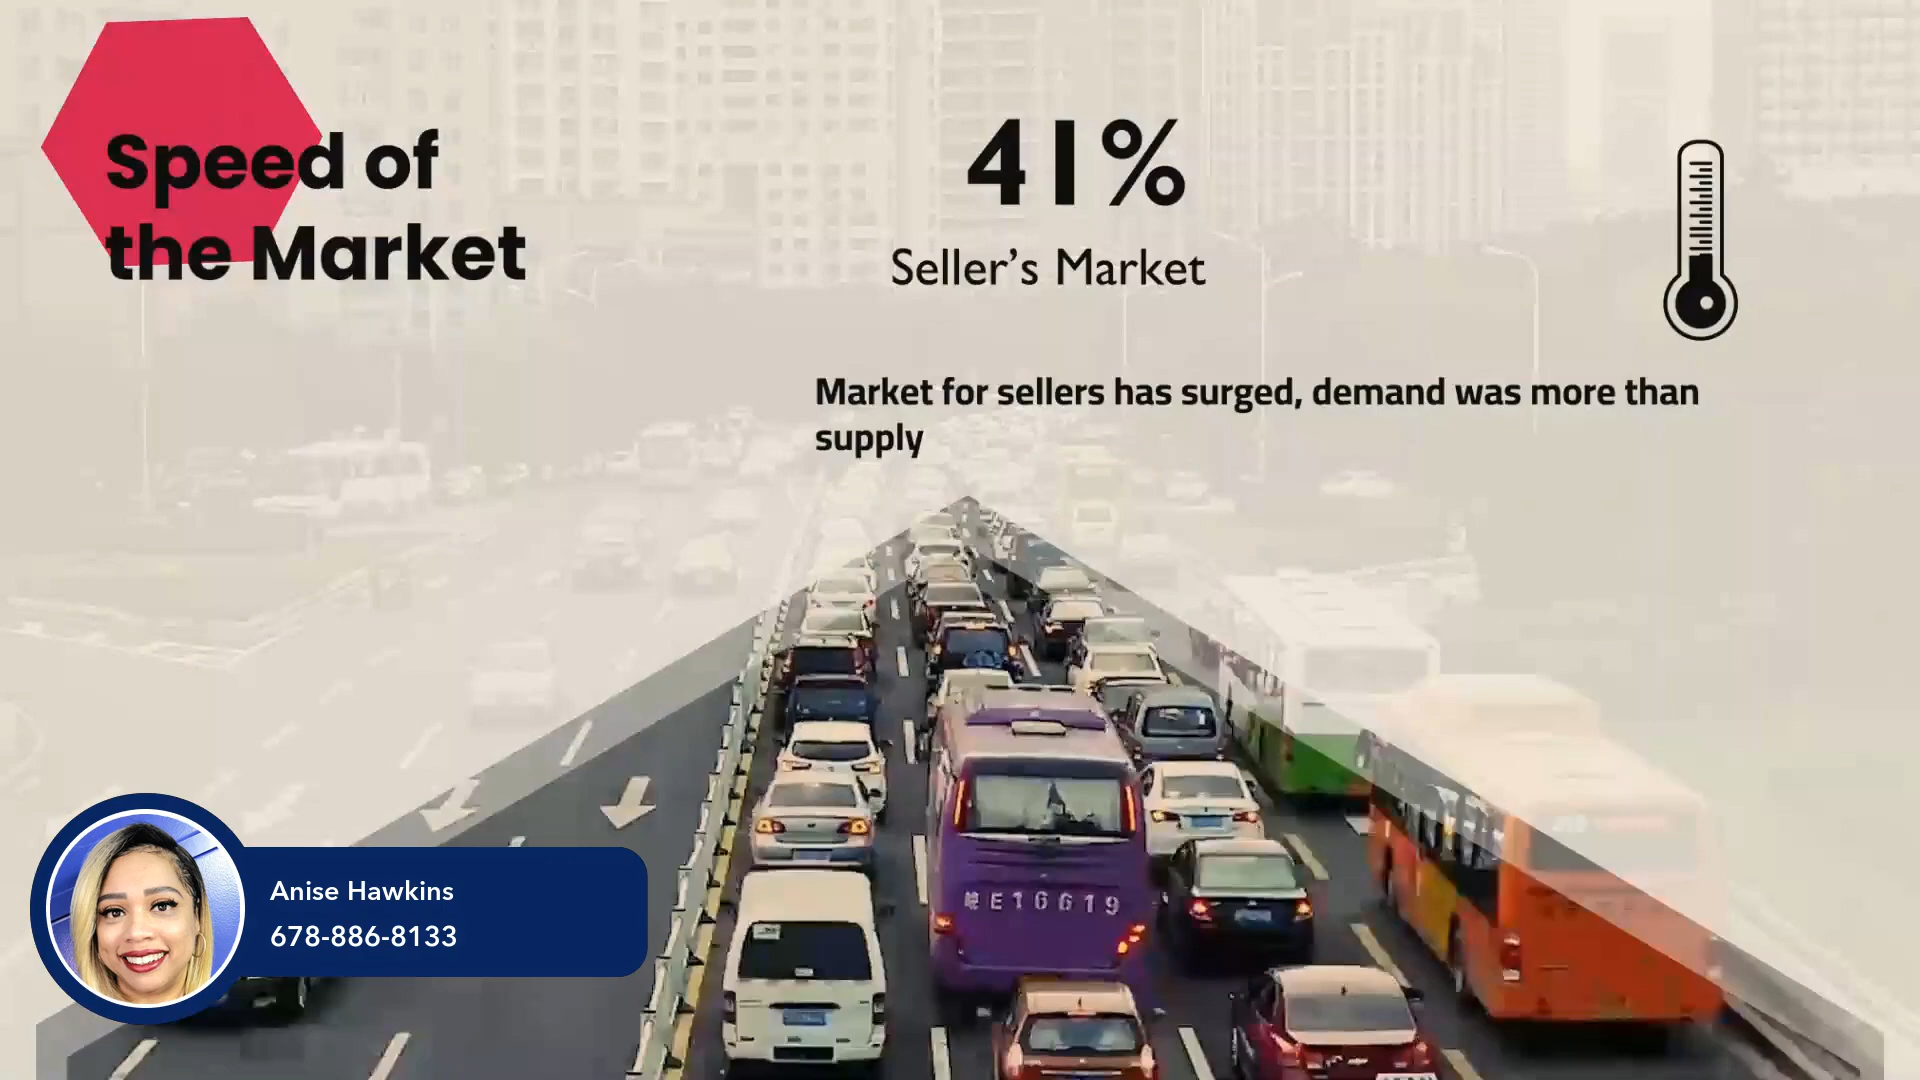 Speed of
the Market
41%
Seller’s Market
Market for sellers has surged, demand was more than
supply
E16619
Anise Hawkins
678-886-8133